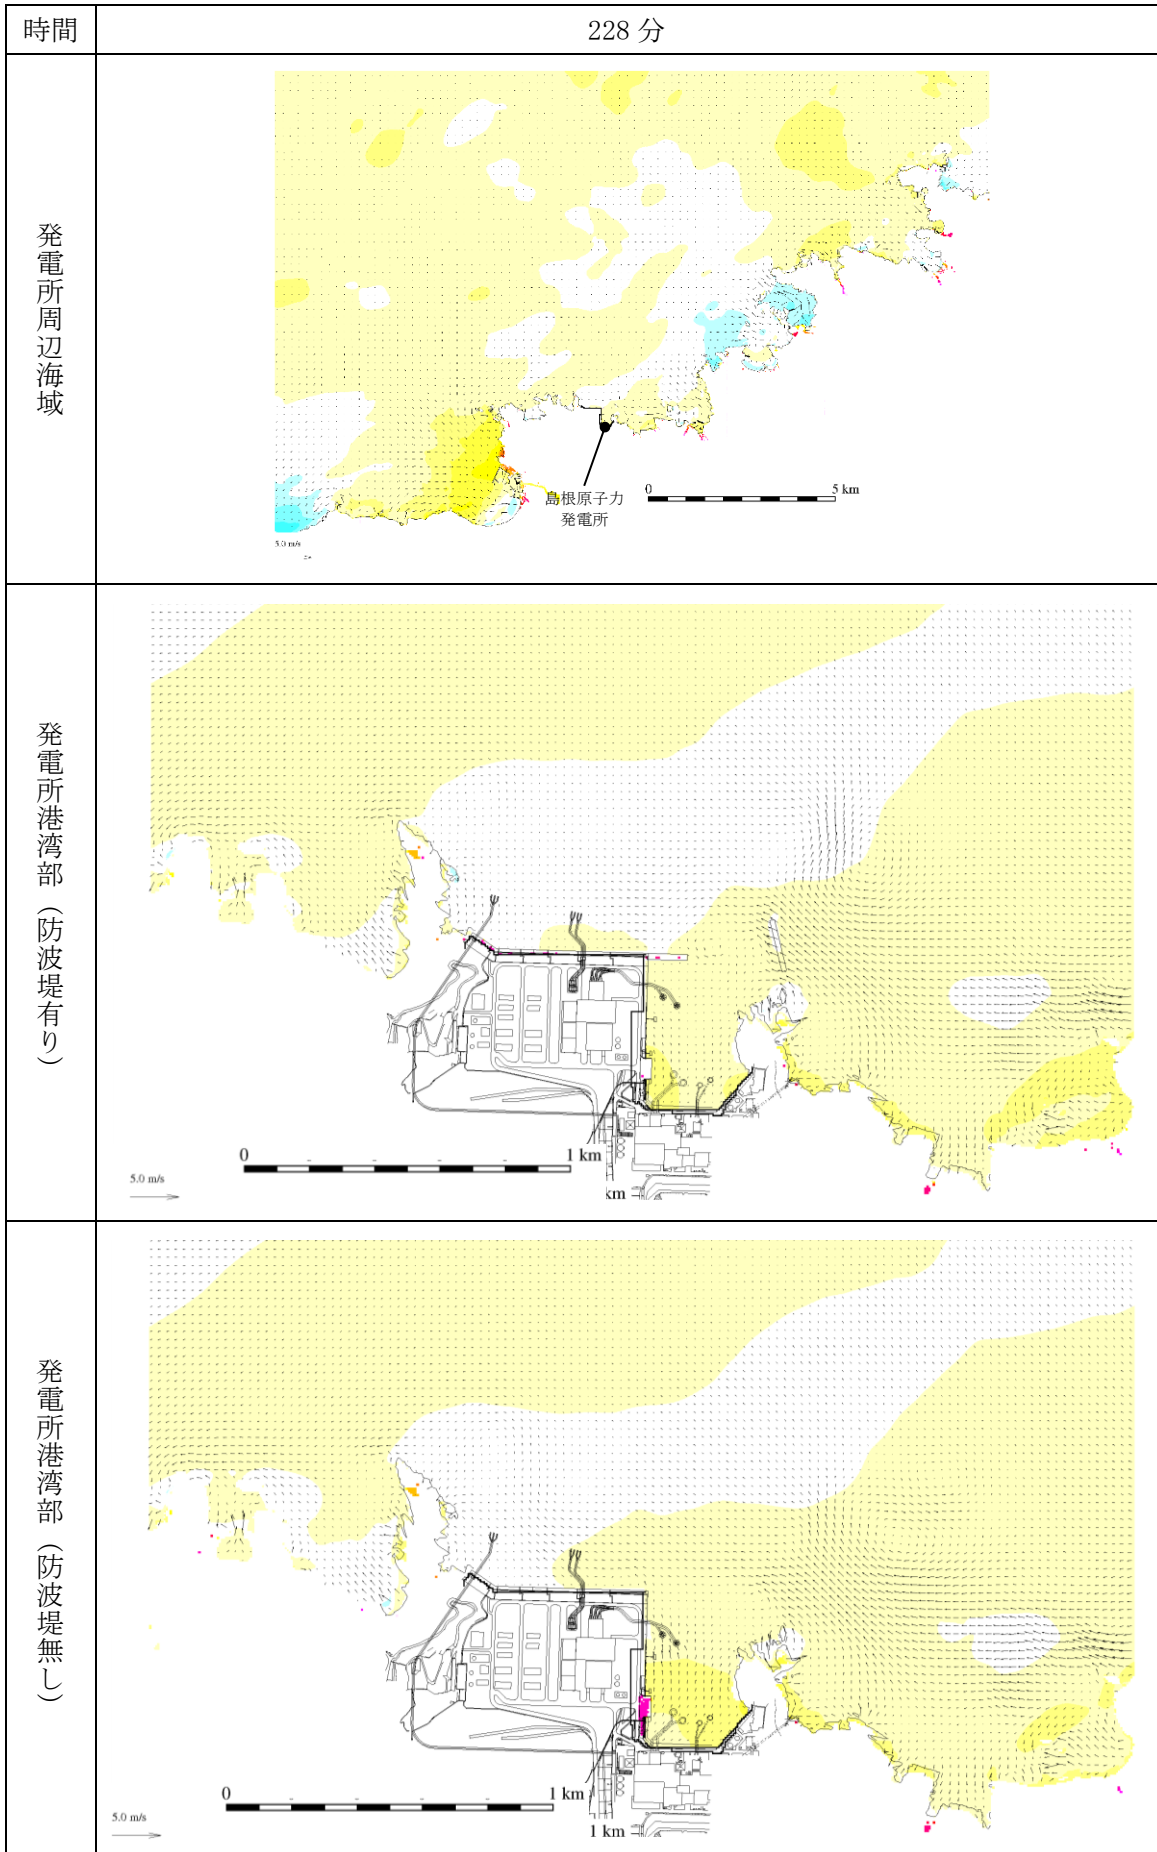 時間
228 分
発電所周辺海域
島根原子力
発電所
0
5 km
5.0 m/s
発電所港湾部（防波堤有り）
0
1 km
5.0 m/s
km
発電所港湾部（防波堤無し）
0
1 km
5.0 m/s
1 km